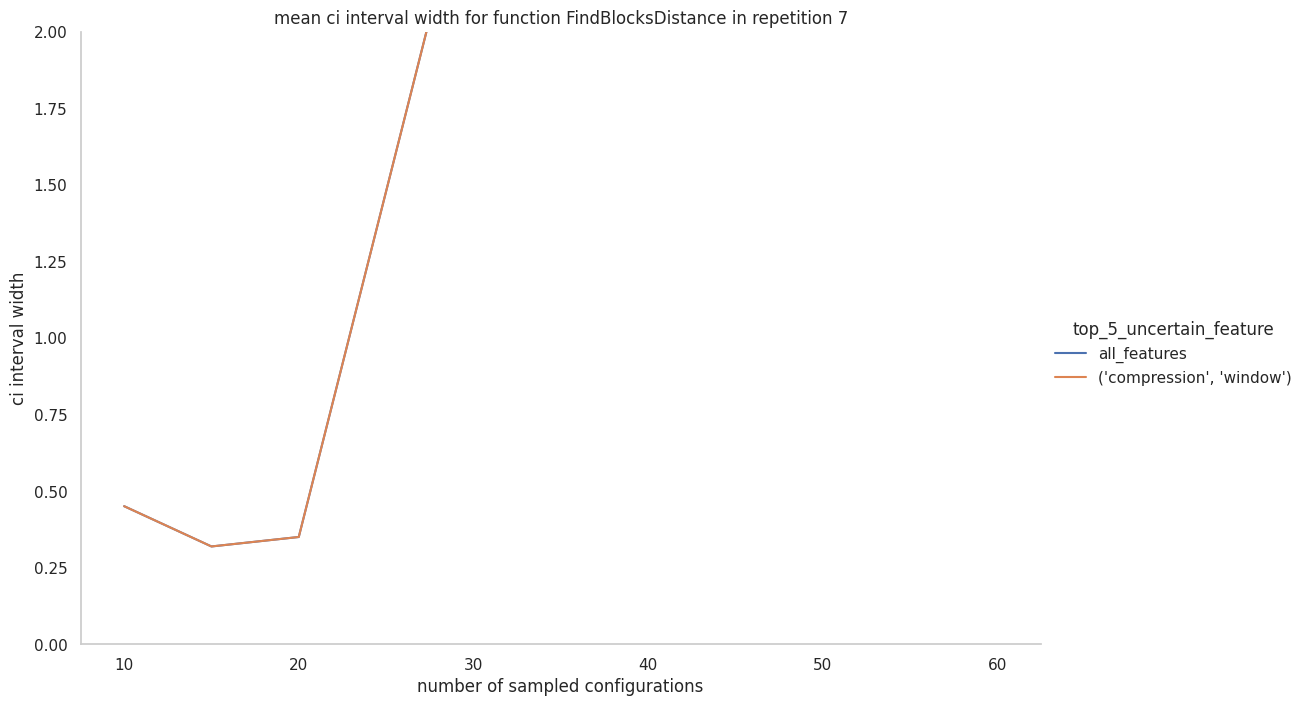 mean ci interval width for function FindBlocksDistance in repetition 7
2.00
1.75
1.50
1.25
1.00
0.75
0.50
0.25
0.00
ci interval width
10 20 30 40 50 60
number of sampled configurations
top_5_uncertain_feature
all_features
('compression', 'window')